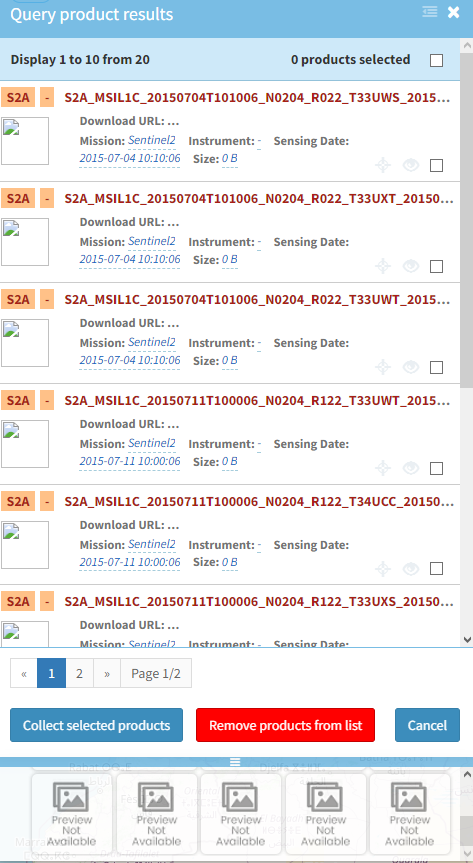 Query product results
Display 1 to 10 from 20 0 products selected
S2A - S2A_MSIL1C_20150704T101006_N0204_R022_T33UWS_2015...
Download URL: ...
Mission: Sentinel2 Instrument: - Sensing Date:
2015-07-04 10:10:06 Size: 0 B
S2A - S2A_MSIL1C_20150704T101006_N0204_R022_T33UXT_20150...
Download URL: ...
Mission: Sentinel2 Instrument: - Sensing Date:
2015-07-04 10:10:06 Size: 0 B
S2A - S2A_MSIL1C_20150704T101006_N0204_R022_T33UWT_2015...
Download URL: ...
Mission: Sentinel2 Instrument: - Sensing Date:
2015-07-04 10:10:06 Size: 0 B
S2A - S2A_MSIL1C_20150711T100006_N0204_R122_T33UWT_2015...
Download URL: ...
Mission: Sentinel2 Instrument: - Sensing Date:
2015-07-11 10:00:06 Size: 0 B
S2A - S2A_MSIL1C_20150711T100006_N0204_R122_T34UCC_20150...
Download URL: ...
Mission: Sentinel2 Instrument: - Sensing Date:
2015-07-11 10:00:06 Size: 0 B
S2A - S2A_MSIL1C_20150711T100006_N0204_R122_T33UXS_20150...
Download URL: ...
Mission: Sentinel2 Instrument: - Sensing Date:
« 1 2 » Page 1/2
Collect selected products Remove products from list Cancel
Preview Not Available
Preview Not Available
Preview Not Available
Preview Not Available
Preview Not Available